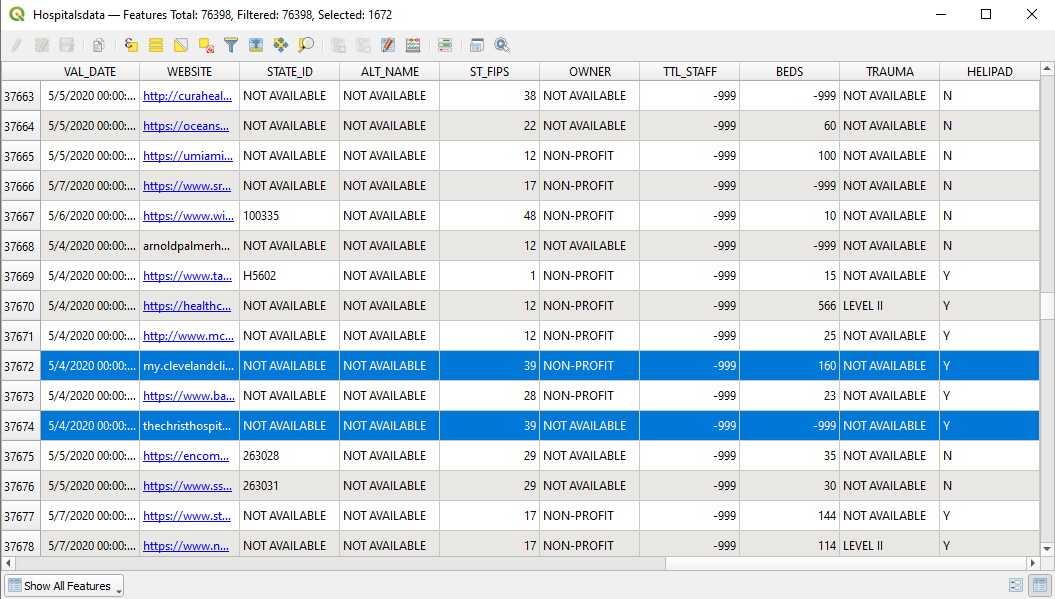 Hospitalsdata — Features Total: 76398, Filtered: 76398, Selected: 1672
VAL_DATE WEBSITE STATE_ID ALT_NAME ST_FIPS OWNER TTL_STAFF BEDS TRAUMA HELIPAD
37663 5/5/2020 00:00:... http://curaheal... NOT AVAILABLE NOT AVAILABLE 38 NOT AVAILABLE -999 -999 NOT AVAILABLE N
37664 5/5/2020 00:00:... https://oceans... NOT AVAILABLE NOT AVAILABLE 22 NOT AVAILABLE -999 60 NOT AVAILABLE N
37665 5/5/2020 00:00:... https://umiami... NOT AVAILABLE NOT AVAILABLE 12 NON-PROFIT -999 100 NOT AVAILABLE N
37666 5/7/2020 00:00:... https://www.sr... NOT AVAILABLE NOT AVAILABLE 17 NON-PROFIT -999 -999 NOT AVAILABLE N
37667 5/6/2020 00:00:... https://www.wi... 100335 NOT AVAILABLE 48 NON-PROFIT -999 10 NOT AVAILABLE N
37668 5/4/2020 00:00:... arnoldpalmerh... NOT AVAILABLE NOT AVAILABLE 12 NOT AVAILABLE -999 -999 NOT AVAILABLE N
37669 5/4/2020 00:00:... https://www.ta... H5602 NOT AVAILABLE 1 NON-PROFIT -999 15 NOT AVAILABLE Y
37670 5/4/2020 00:00:... https://healthc... NOT AVAILABLE NOT AVAILABLE 12 NON-PROFIT -999 566 LEVEL II Y
37671 5/4/2020 00:00:... http://www.mc... NOT AVAILABLE NOT AVAILABLE 12 NON-PROFIT -999 25 NOT AVAILABLE Y
37672 5/4/2020 00:00:... my.clevelandcli... NOT AVAILABLE NOT AVAILABLE 39 NON-PROFIT -999 160 NOT AVAILABLE Y
37673 5/4/2020 00:00:... https://www.ba... NOT AVAILABLE NOT AVAILABLE 28 NON-PROFIT -999 23 NOT AVAILABLE Y
37674 5/4/2020 00:00:... thechristhospit... NOT AVAILABLE NOT AVAILABLE 39 NOT AVAILABLE -999 -999 NOT AVAILABLE Y
37675 5/5/2020 00:00:... https://encom... 263028 NOT AVAILABLE 29 NOT AVAILABLE -999 35 NOT AVAILABLE N
37676 5/5/2020 00:00:... https://www.ss... 263031 NOT AVAILABLE 29 NOT AVAILABLE -999 30 NOT AVAILABLE N
37677 5/7/2020 00:00:... https://www.st... NOT AVAILABLE NOT AVAILABLE 17 NON-PROFIT -999 144 NOT AVAILABLE Y
37678 5/7/2020 00:00:... https://www.n... NOT AVAILABLE NOT AVAILABLE 17 NON-PROFIT -999 114 LEVEL II Y
Show All Features